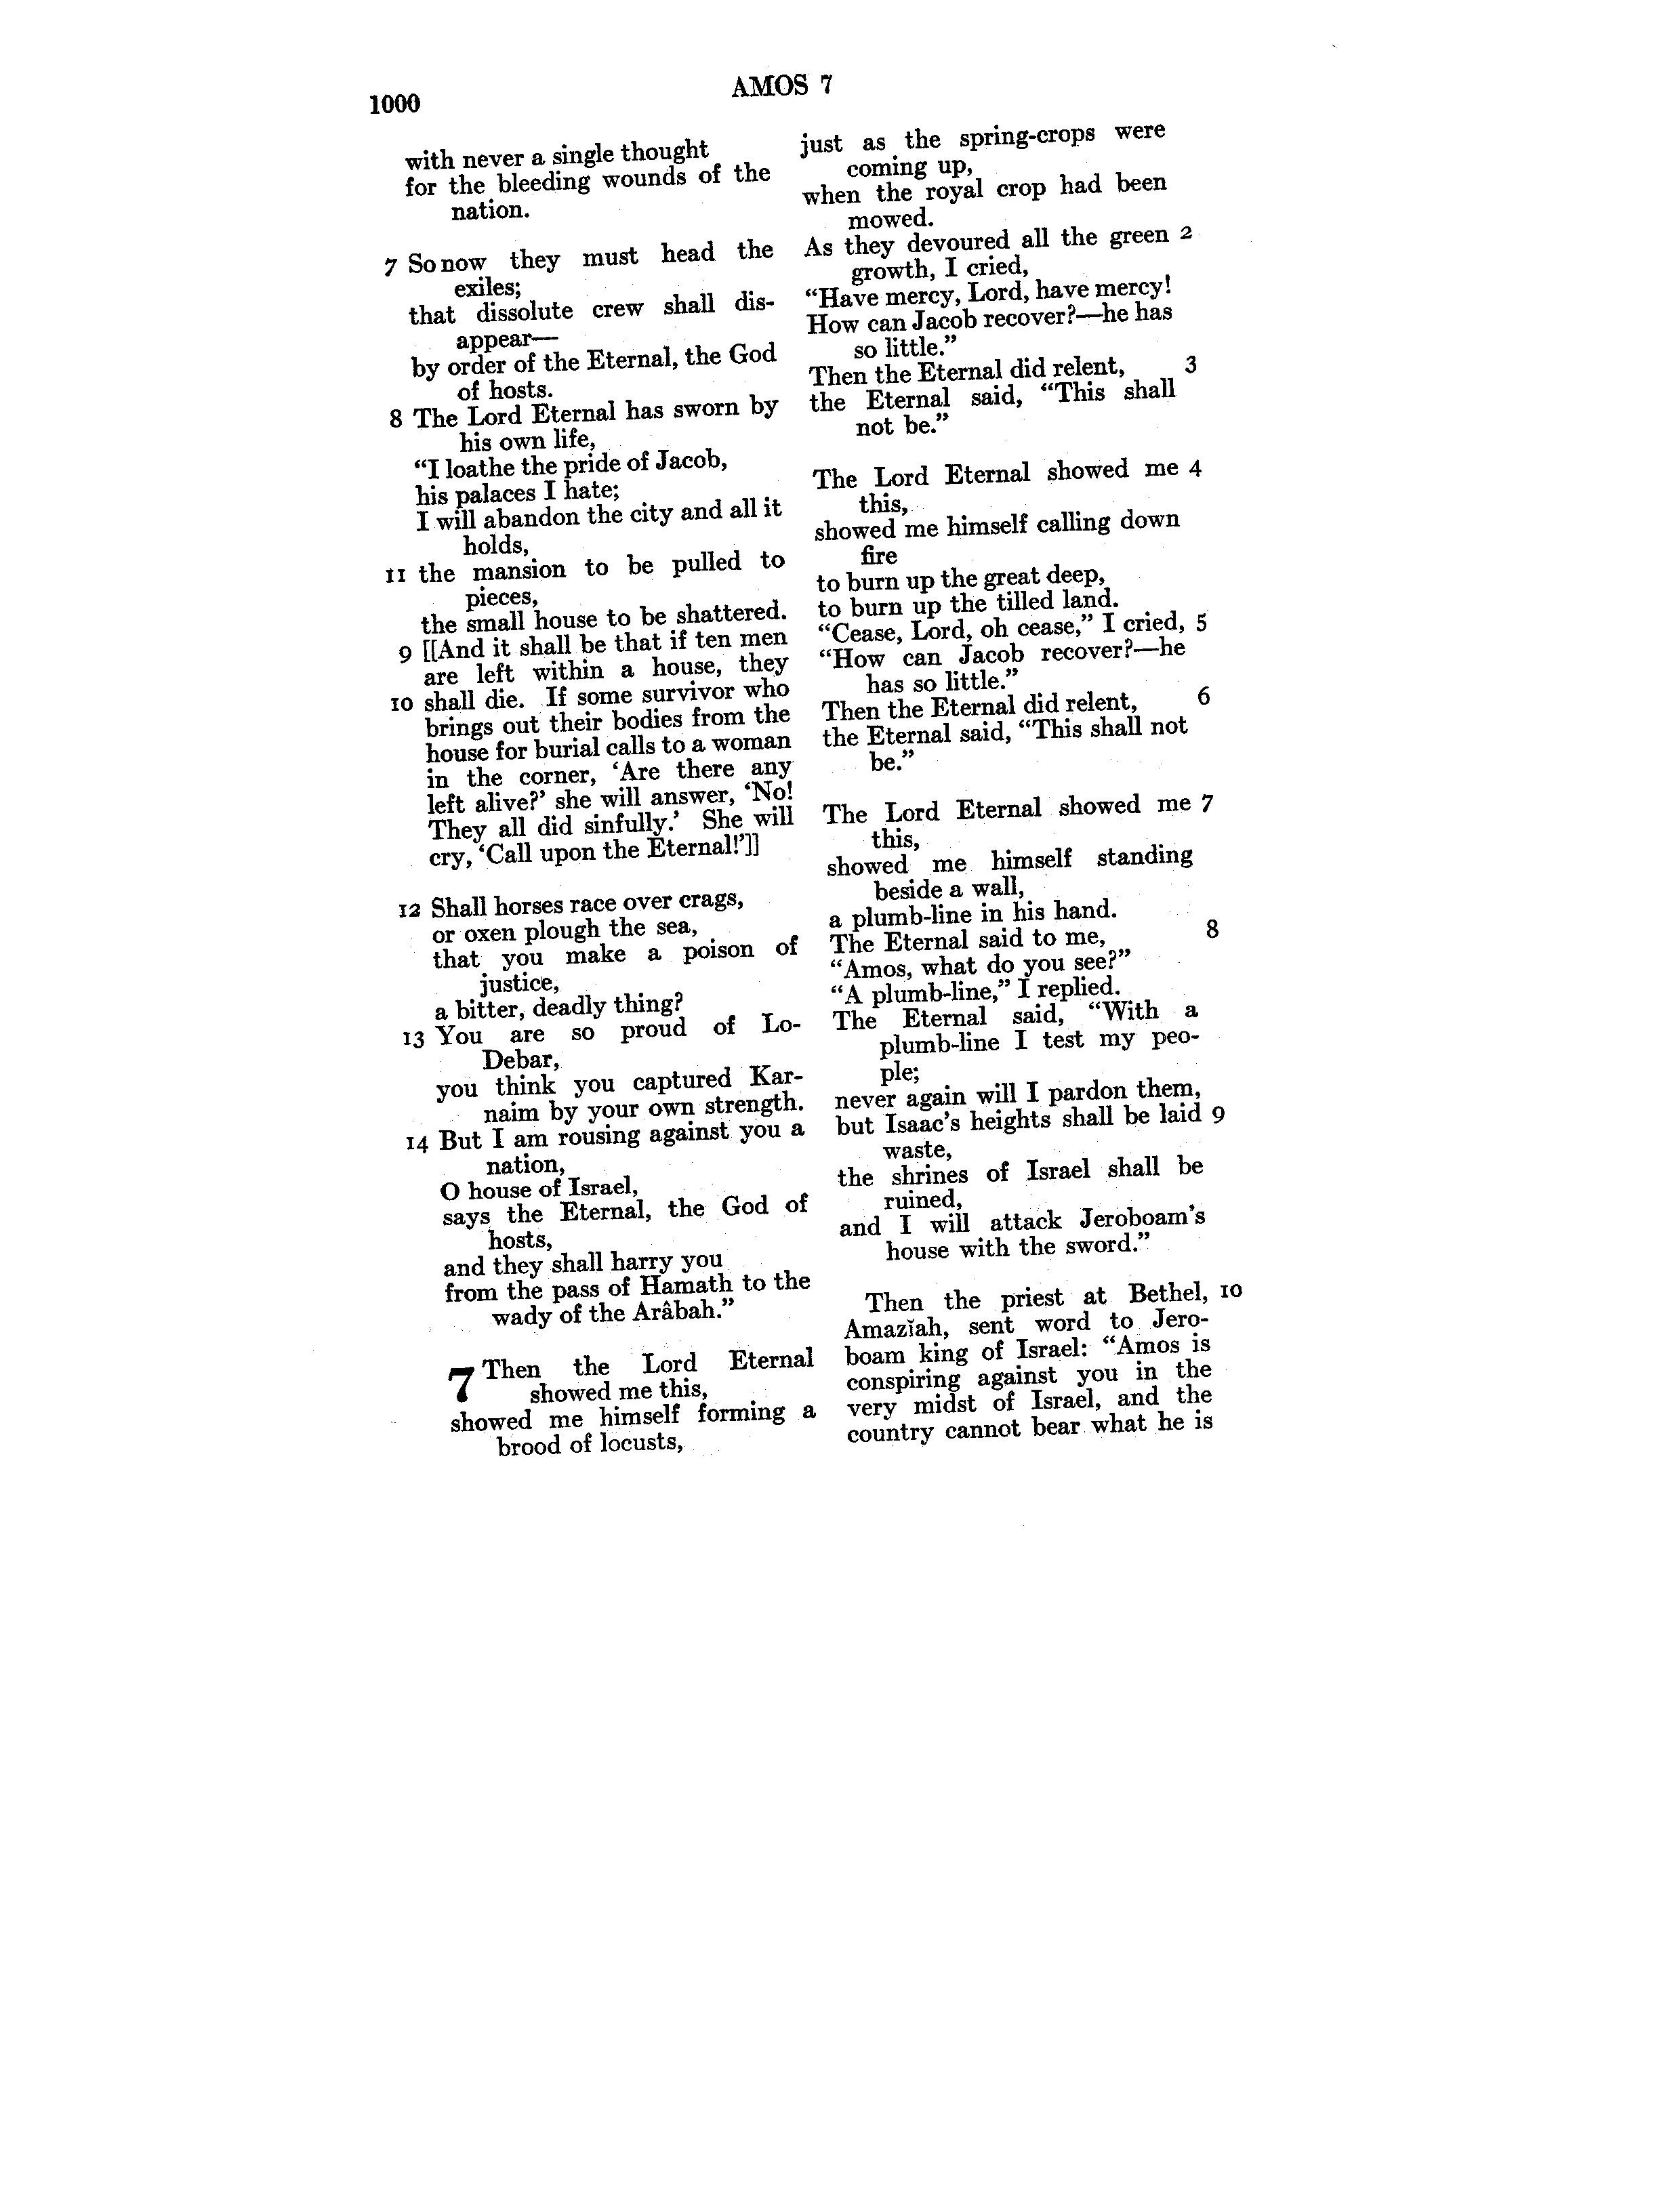 1000
AMOS 7
with never a single thought
for the bleeding wounds of the
nation.
7 So now they must head the
exiles;
that dissolute crew shall dis-
appear—
by order of the Eternal, the God
of hosts.
8 The Lord Eternal has sworn by
his own life,
“I loathe the pride of Jacob,
his palaces I hate;
I will abandon the city and all it
holds,
11 the mansion to be pulled to
pieces,
the small house to be shattered.
9 [[And it shall be that if ten men
are left within a house, they
10 shall die. If some survivor who
brings out their bodies from the
house for burial calls to a woman
in the corner, ‘Are there any
left alive?’ she will answer, ‘No!
They all did sinfully.’ She will
cry, ‘Call upon the Eternal!’]]
12 Shall horses race over crags,
or oxen plough the sea,
that you make a poison of
justice,
a bitter, deadly thing?
13 You are so proud of Lo-
Debar,
you think you captured Kar-
naim by your own strength.
14 But I am rousing against you a
nation,
O house of Israel,
says the Eternal, the God of
hosts,
and they shall harry you
from the pass of Hamath to the
wady of the Arâbah.”
7 Then the Lord Eternal
showed me this,
showed me himself forming a
brood of locusts,
just as the spring-crops were
coming up,
when the royal crop had been
mowed.
As they devoured all the green 2
growth, I cried,
“Have mercy, Lord, have mercy!
How can Jacob recover?—he has
so little.”
Then the Eternal did relent, 3
the Eternal said, “This shall
not be.”
The Lord Eternal showed me 4
this,
showed me himself calling down
fire
to burn up the great deep,
to burn up the tilled land.
“Cease, Lord, oh cease,” I cried, 5
“How can Jacob recover?—he
has so little.”
Then the Eternal did relent, 6
the Eternal said, “This shall not
be.”
The Lord Eternal showed me 7
this,
showed me himself standing
beside a wall,
a plumb-line in his hand.
The Eternal said to me, 8
“Amos, what do you see?”
“A plumb-line,” I replied.
The Eternal said, “With a
plumb-line I test my peo-
ple;
never again will I pardon them,
but Isaac’s heights shall be laid 9
waste,
the shrines of Israel shall be
ruined,
and I will attack Jeroboam’s
house with the sword.”
Then the priest at Bethel, 10
Amazĭah, sent word to Jero-
boam king of Israel: “Amos is
conspiring against you in the
very midst of Israel, and the
country cannot bear what he is